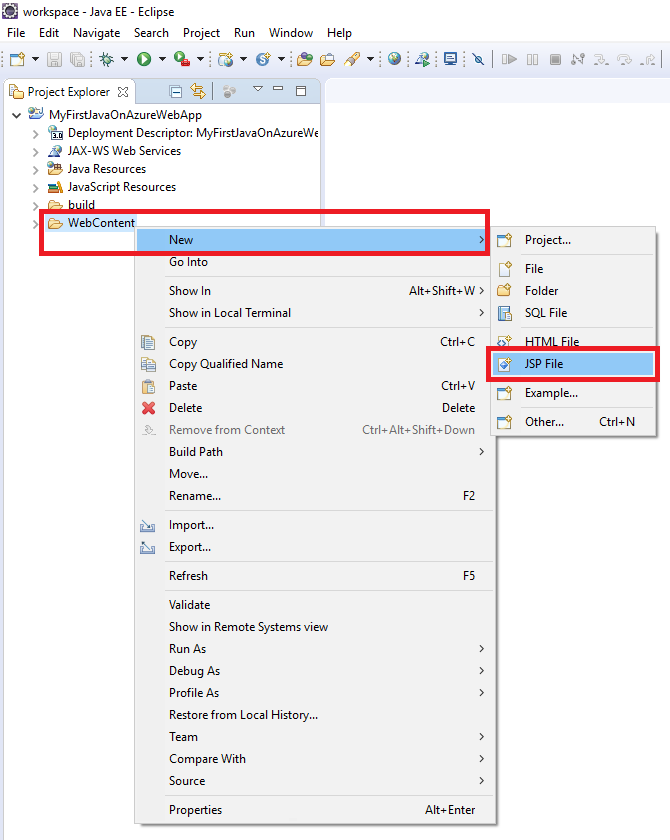 workspace - Java EE - Eclipse
File Edit Navigate Search Project Run Window Help
Project Explorer
MyFirstJavaOnAzureWebApp
3.0 Deployment Descriptor: MyFirstJavaOnAzureWe
JAX-WS Web Services
Java Resources
JavaScript Resources
build
WebContent
New
Go Into
Show In Alt+Shift+W
Show in Local Terminal
Copy Ctrl+C
Copy Qualified Name
Paste Ctrl+V
Delete Delete
Remove from Context Ctrl+Alt+Shift+Down
Build Path
Move...
Rename... F2
Import...
Export...
Refresh F5
Validate
Show in Remote Systems view
Run As
Debug As
Profile As
Restore from Local History...
Team
Compare With
Source
Properties Alt+Enter
Project...
File
Folder
SQL File
HTML File
JSP File
Example...
Other... Ctrl+N